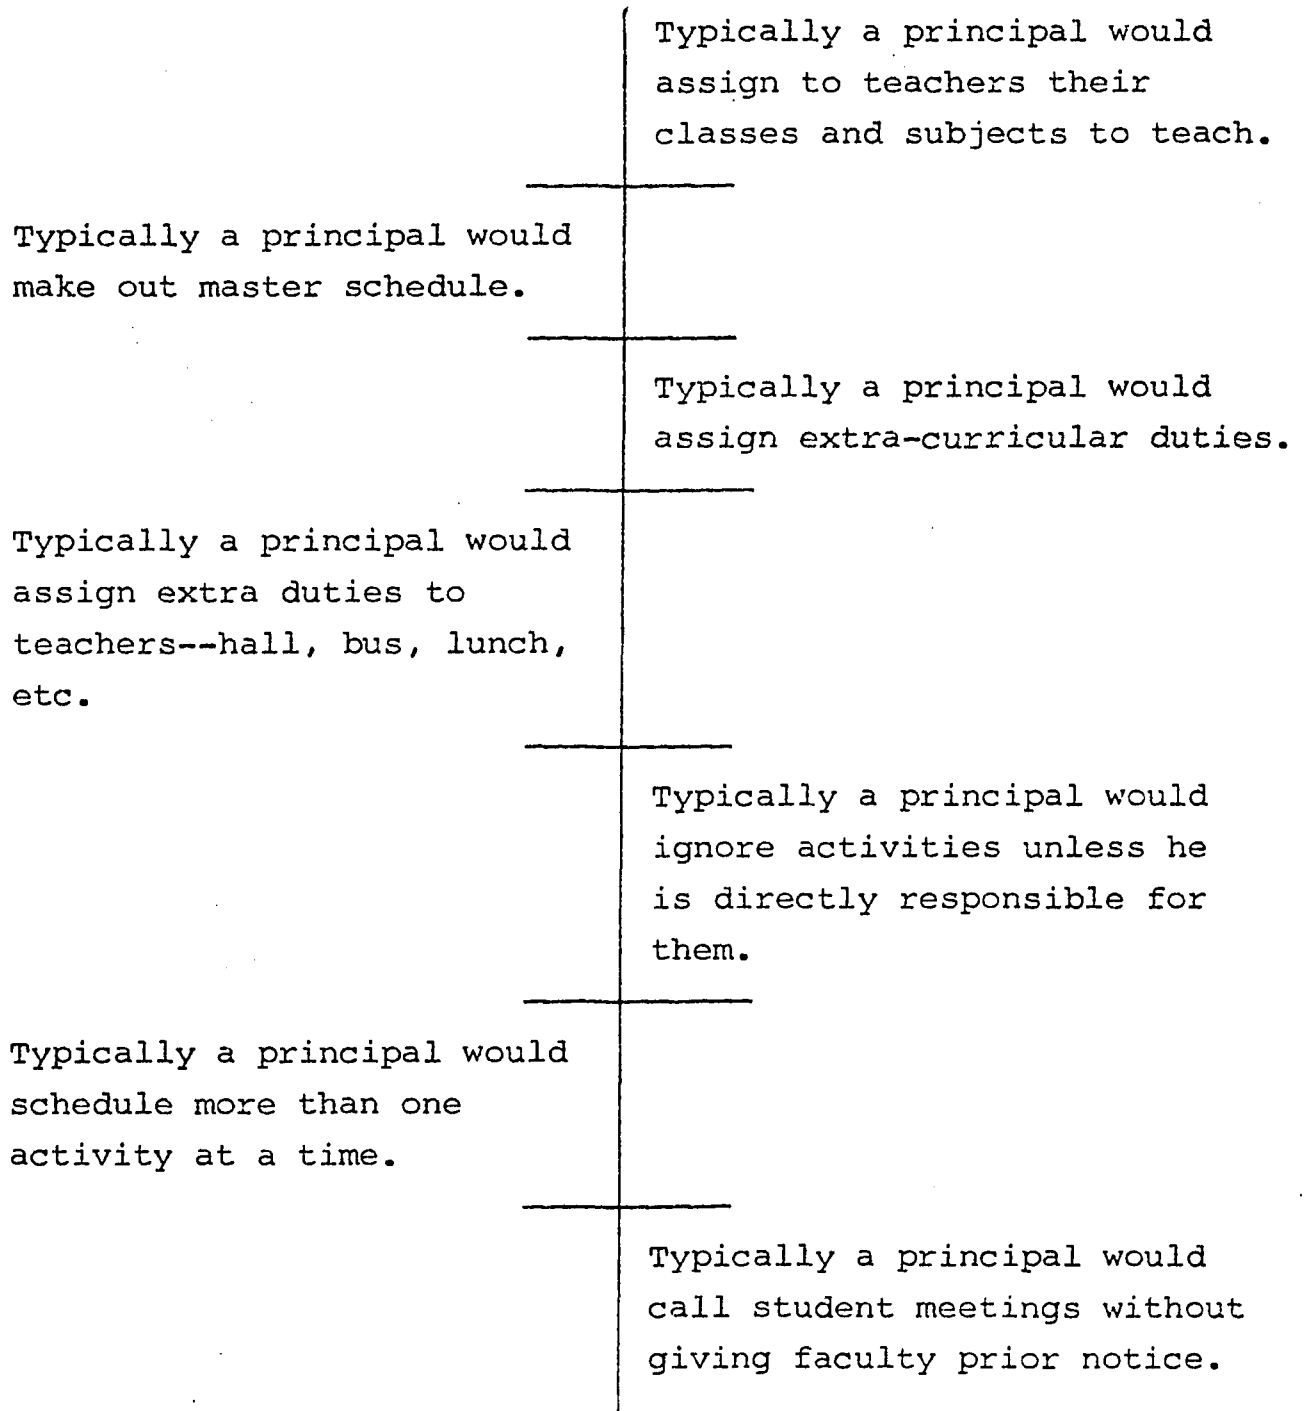 Typically a principal would
assign to teachers their
classes and subjects to teach.
Typically a principal would
make out master schedule.
Typically a principal would
assign extra-curricular duties.
Typically a principal would
assign extra duties to
teachers--hall, bus, lunch,
etc.
Typically a principal would
ignore activities unless he
is directly responsible for
them.
Typically a principal would
schedule more than one
activity at a time.
Typically a principal would
call student meetings without
giving faculty prior notice.